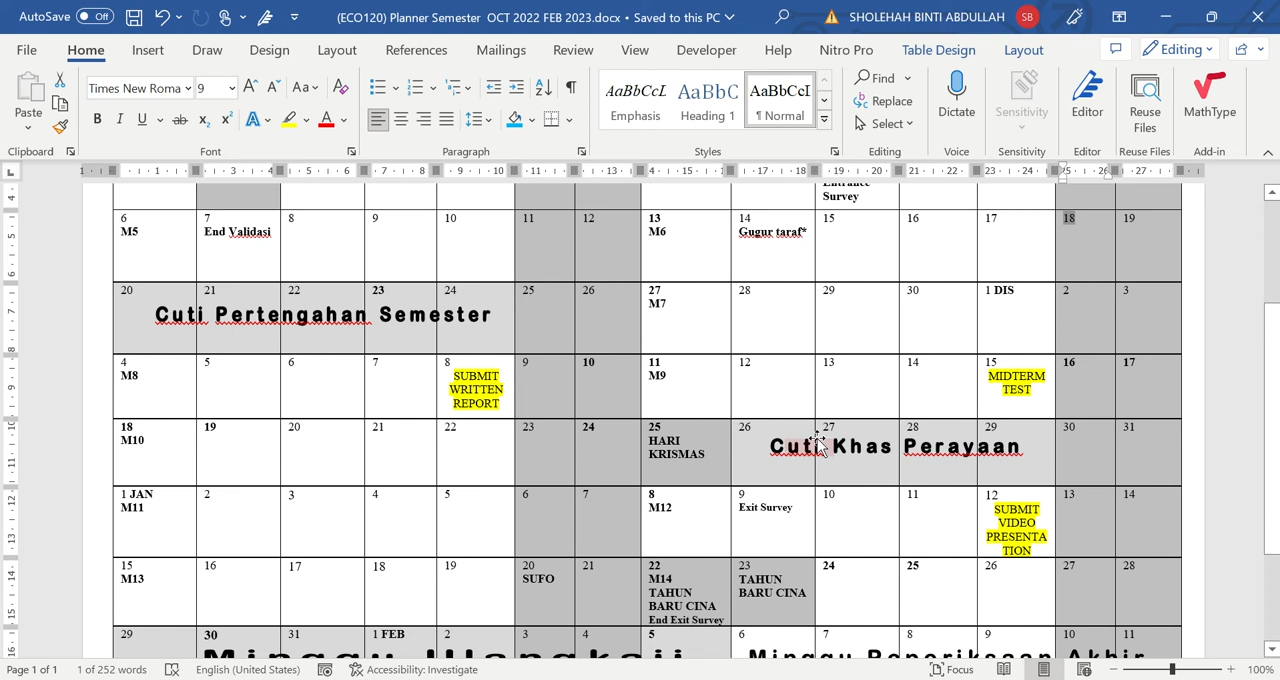 AutoSave Off (ECO120) Planner Semester OCT 2022 FEB 2023.docx • Saved to this PC SHOLEHAH BINTI ABDULLAH SB
File Home Insert Draw Design Layout References Mailings Review View Developer Help Nitro Pro Table Design Layout Editing
Paste
Times New Roma 9
Aa
B I U ab x₂ x² A A
AaBbCcL AaBbC AaBbCcI
Emphasis Heading 1 ¶ Normal
Find
Replace
Select
Dictate
Sensitivity
Editor
Reuse
Files
MathType
Clipboard Font Paragraph Styles Editing Voice Sensitivity Editor Reuse Files Add-in
Entrance
Survey
6 7 8 9 10 11 12 13 14 15 16 17 18 19
M5 End Validasi M6 Gugur taraf*
20 21 22 23 24 25 26 27 28 29 30 1 DIS 2 3
Cuti Pertengahan Semester M7
4 5 6 7 8 9 10 11 12 13 14 15 16 17
M8 SUBMIT M9 MIDTERM
WRITTEN TEST
REPORT
18 19 20 21 22 23 24 25 26 27 28 29 30 31
M10 HARI Cuti Khas Perayaan
KRISMAS
1 JAN 2 3 4 5 6 7 8 9 10 11 12 13 14
M11 M12 Exit Survey SUBMIT
VIDEO
PRESENTA
TION
15 16 17 18 19 20 21 22 23 24 25 26 27 28
M13 SUFO M14 TAHUN
TAHUN BARU CINA
BARU CINA
End Exit Survey
29 30 31 1 FEB 2 3 4 5 6 7 8 9 10 11
Minggu Ulangkaji Minggu Peperiksaan Akhir
Page 1 of 1 1 of 252 words English (United States) Accessibility: Investigate Focus 100%